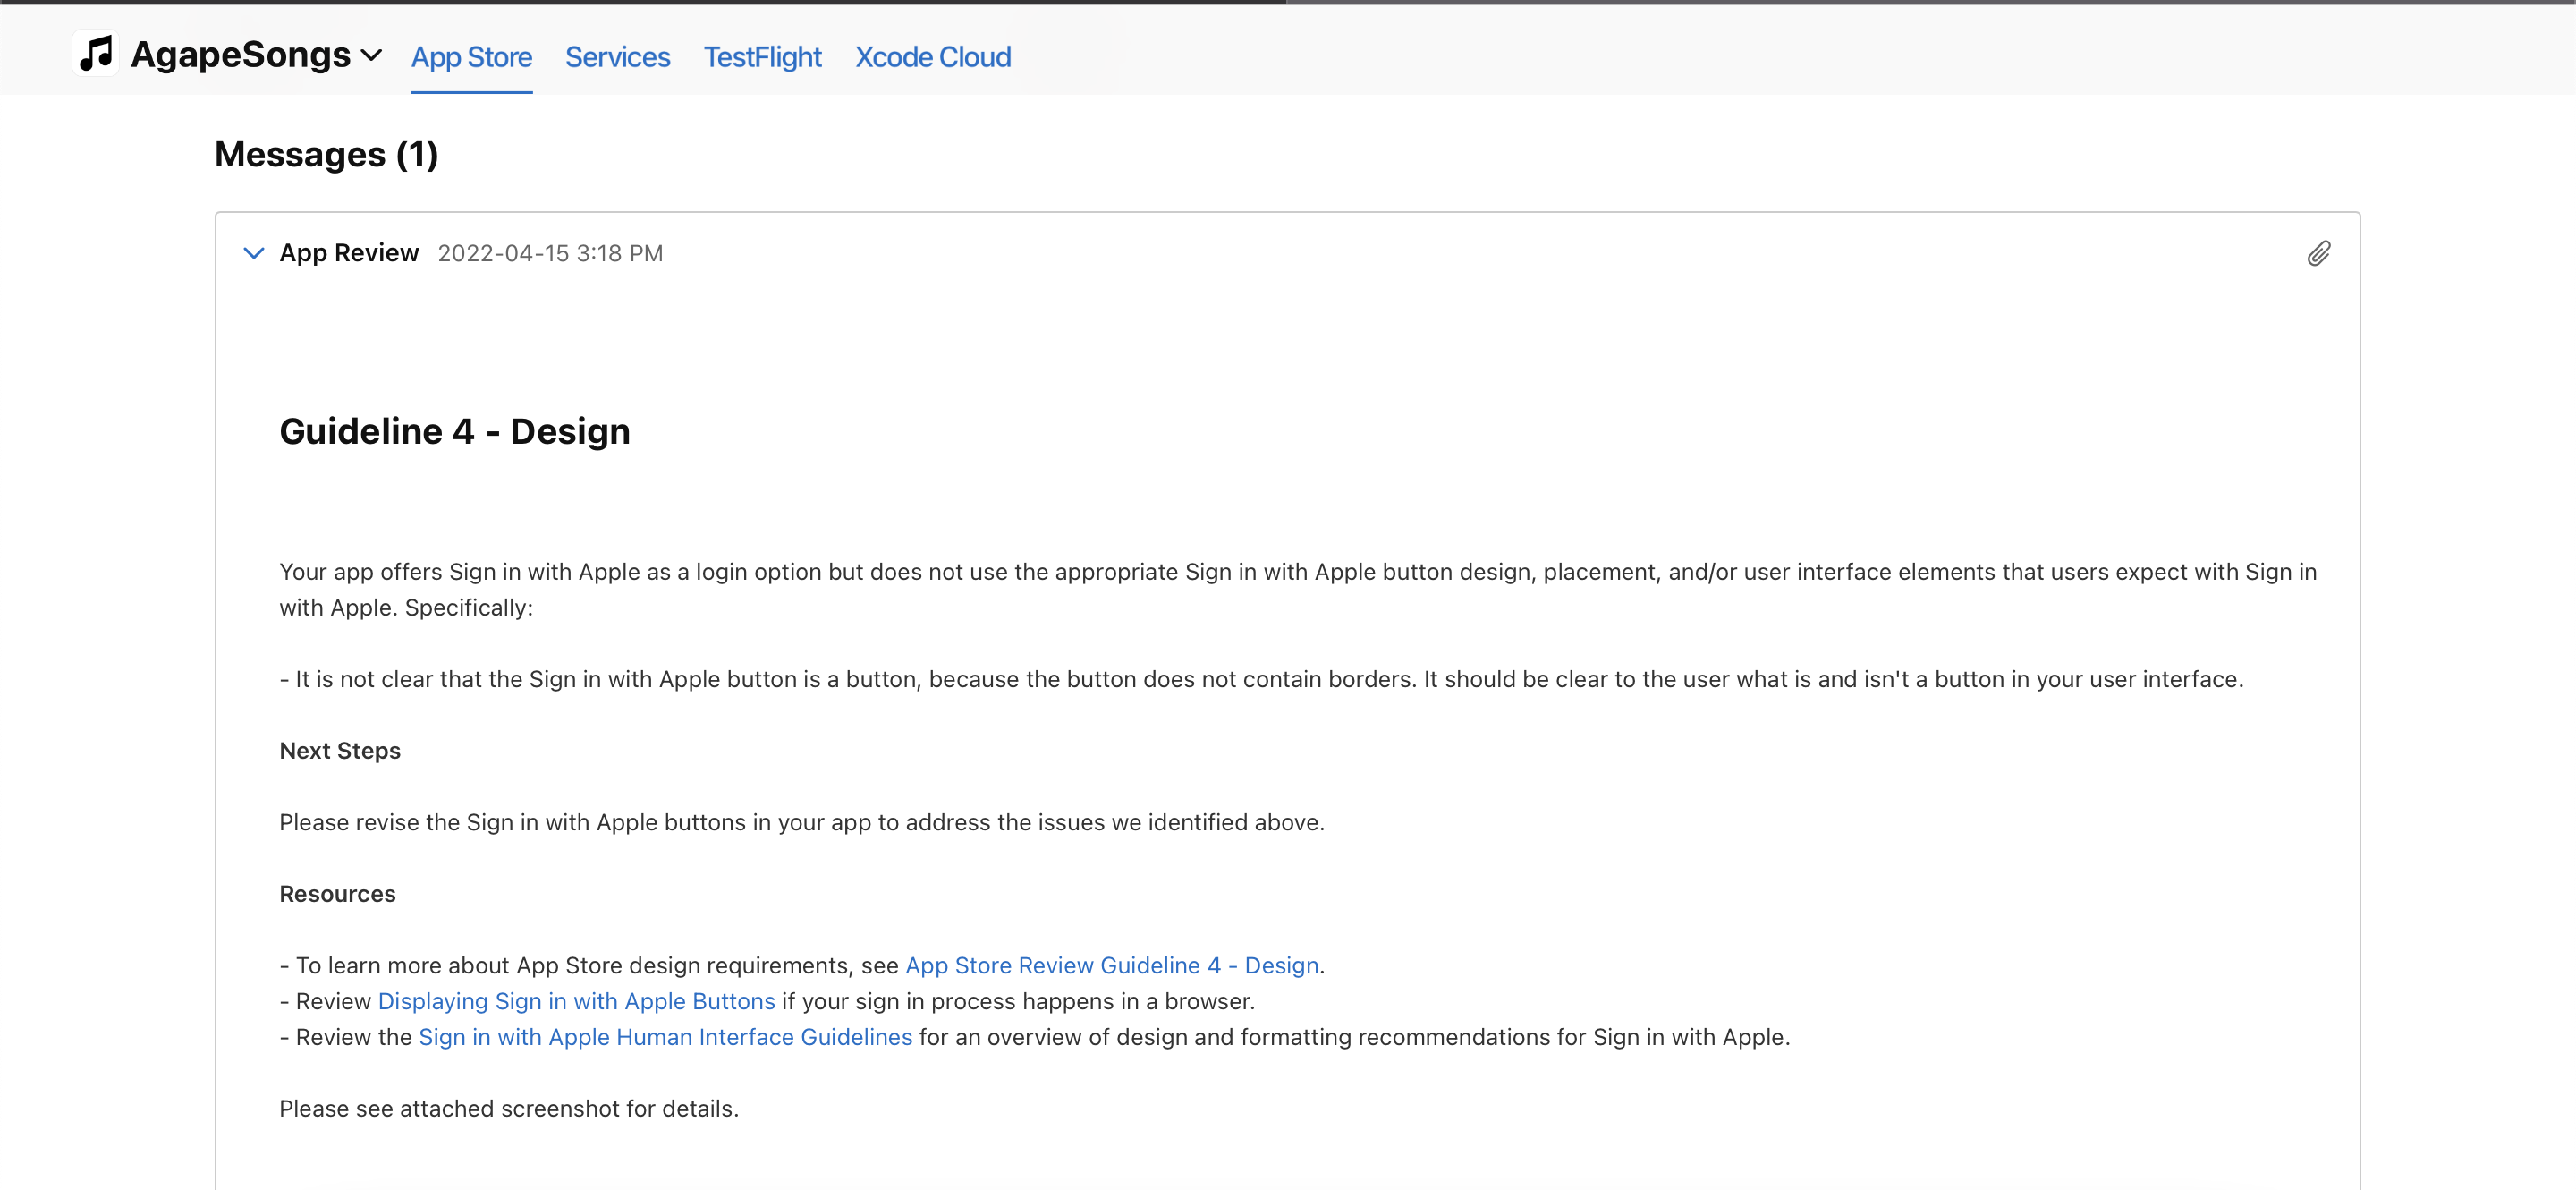 AgapeSongs App Store Services TestFlight Xcode Cloud
Messages (1)
App Review 2022-04-15 3:18 PM
Guideline 4 - Design
Your app offers Sign in with Apple as a login option but does not use the appropriate Sign in with Apple button design, placement, and/or user interface elements that users expect with Sign in
with Apple. Specifically:
- It is not clear that the Sign in with Apple button is a button, because the button does not contain borders. It should be clear to the user what is and isn't a button in your user interface.
Next Steps
Please revise the Sign in with Apple buttons in your app to address the issues we identified above.
Resources
- To learn more about App Store design requirements, see App Store Review Guideline 4 - Design.
- Review Displaying Sign in with Apple Buttons if your sign in process happens in a browser.
- Review the Sign in with Apple Human Interface Guidelines for an overview of design and formatting recommendations for Sign in with Apple.
Please see attached screenshot for details.